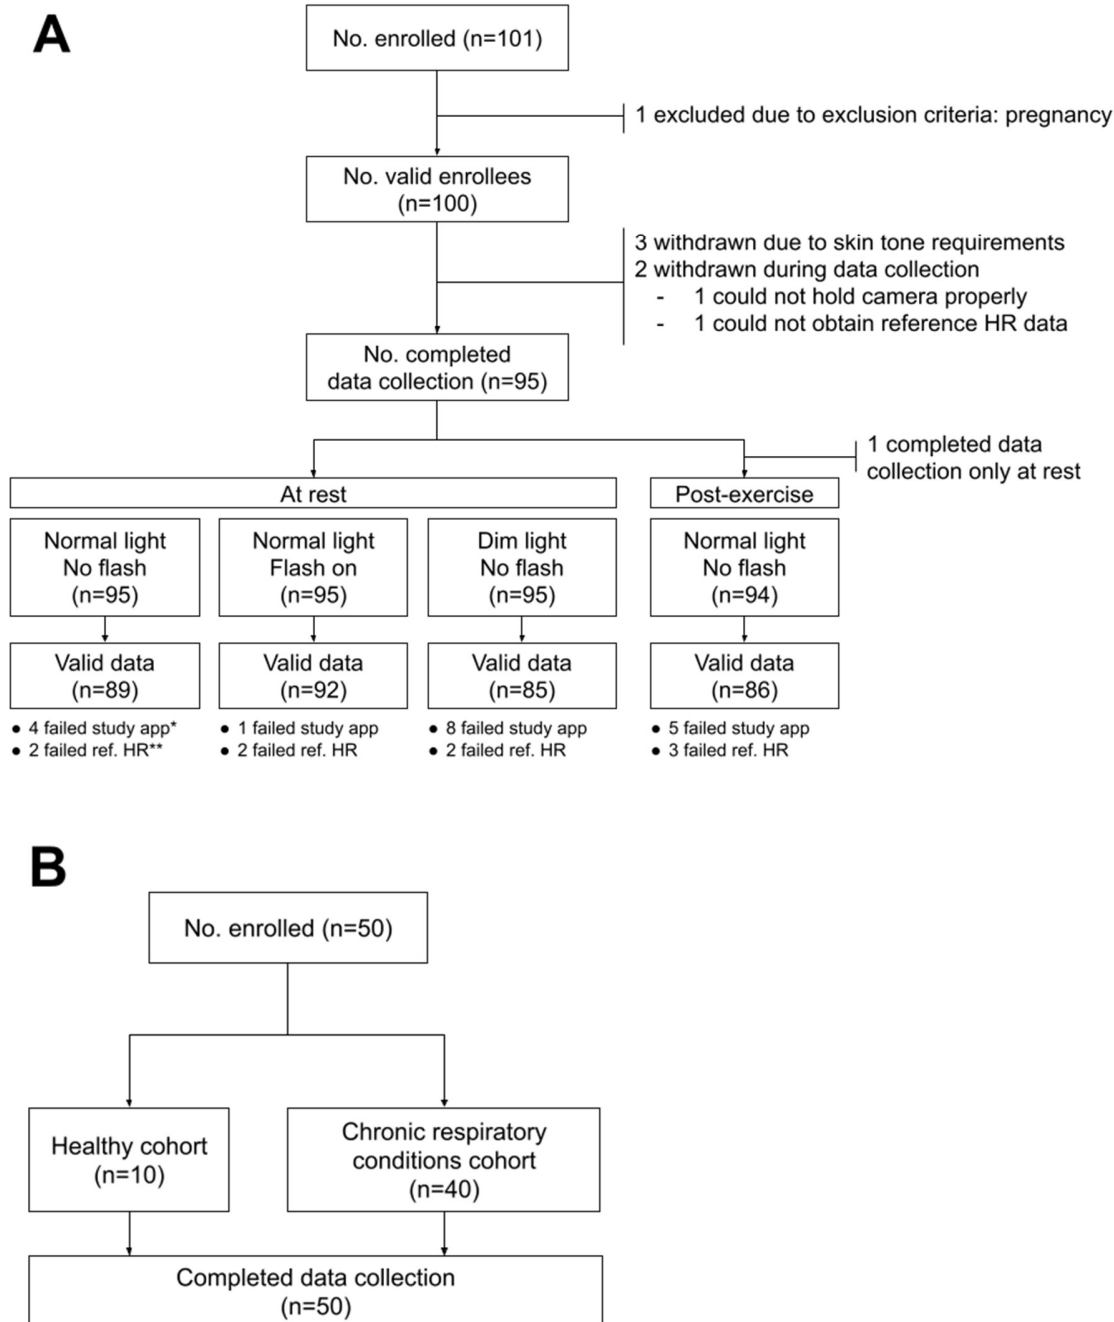 A
No. enrolled (n=101)
1 excluded due to exclusion criteria: pregnancy
No. valid enrollees
(n=100)
3 withdrawn due to skin tone requirements
2 withdrawn during data collection
- 1 could not hold camera properly
- 1 could not obtain reference HR data
No. completed
data collection (n=95)
1 completed data
collection only at rest
At rest
Post-exercise
Normal light
No flash
(n=95)
Normal light
Flash on
(n=95)
Dim light
No flash
(n=95)
Normal light
No flash
(n=94)
Valid data
(n=89)
Valid data
(n=92)
Valid data
(n=85)
Valid data
(n=86)
● 4 failed study app*
● 2 failed ref. HR**
● 1 failed study app
● 2 failed ref. HR
● 8 failed study app
● 2 failed ref. HR
● 5 failed study app
● 3 failed ref. HR
B
No. enrolled (n=50)
Healthy cohort
(n=10)
Chronic respiratory
conditions cohort
(n=40)
Completed data collection
(n=50)